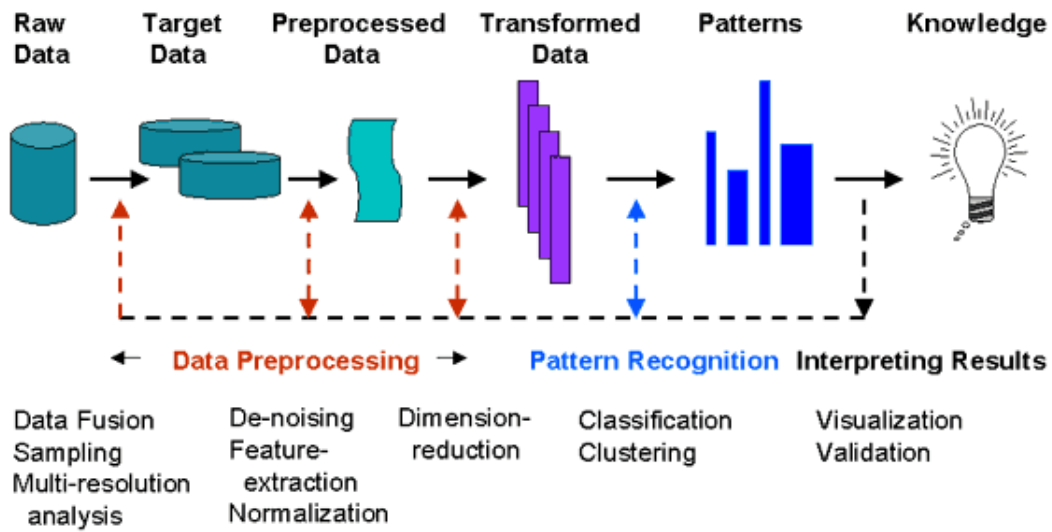 Raw Data
Target Data
Preprocessed Data
Transformed Data
Patterns
Knowledge
Data Preprocessing
Pattern Recognition
Interpreting Results
Data Fusion
Sampling
Multi-resolution
analysis
De-noising
Feature-
extraction
Normalization
Dimension-
reduction
Classification
Clustering
Visualization
Validation